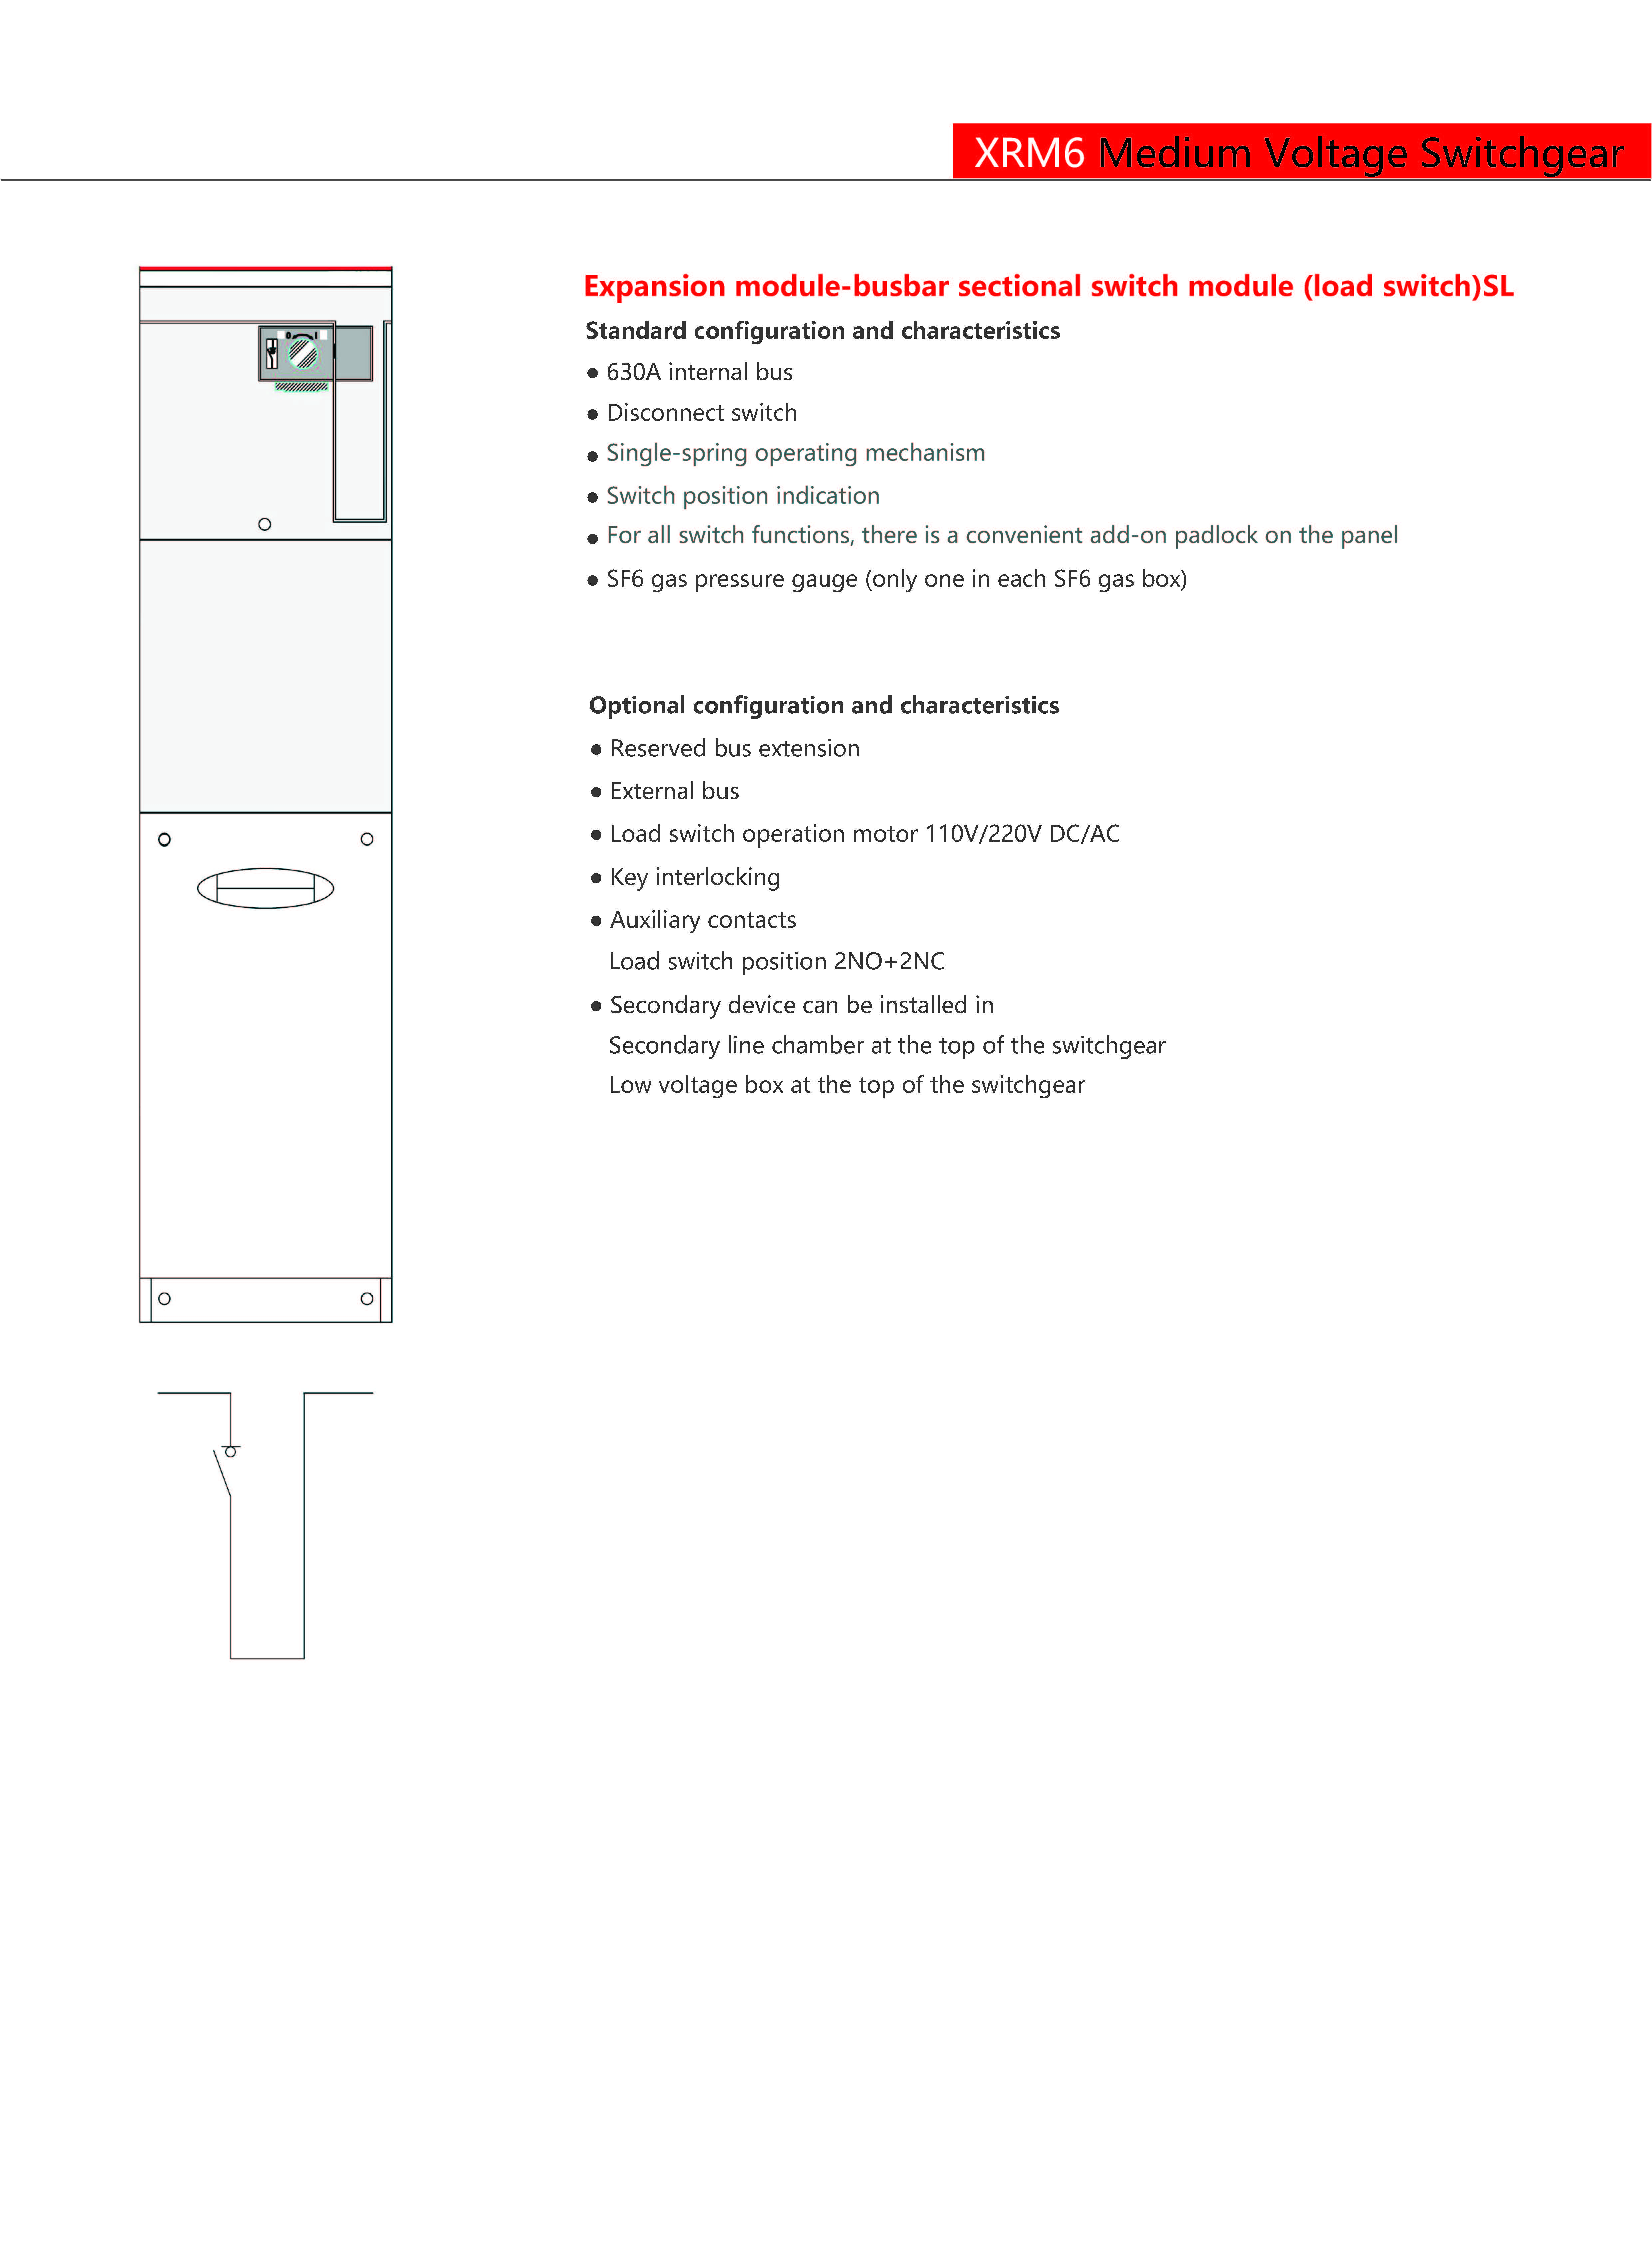 XRM6 Medium Voltage Switchgear
0 I
Expansion module-busbar sectional switch module (load switch)SL
Standard configuration and characteristics
● 630A internal bus
● Disconnect switch
● Single-spring operating mechanism
● Switch position indication
● For all switch functions, there is a convenient add-on padlock on the panel
● SF6 gas pressure gauge (only one in each SF6 gas box)
Optional configuration and characteristics
● Reserved bus extension
● External bus
● Load switch operation motor 110V/220V DC/AC
● Key interlocking
● Auxiliary contacts
Load switch position 2NO+2NC
● Secondary device can be installed in
Secondary line chamber at the top of the switchgear
Low voltage box at the top of the switchgear